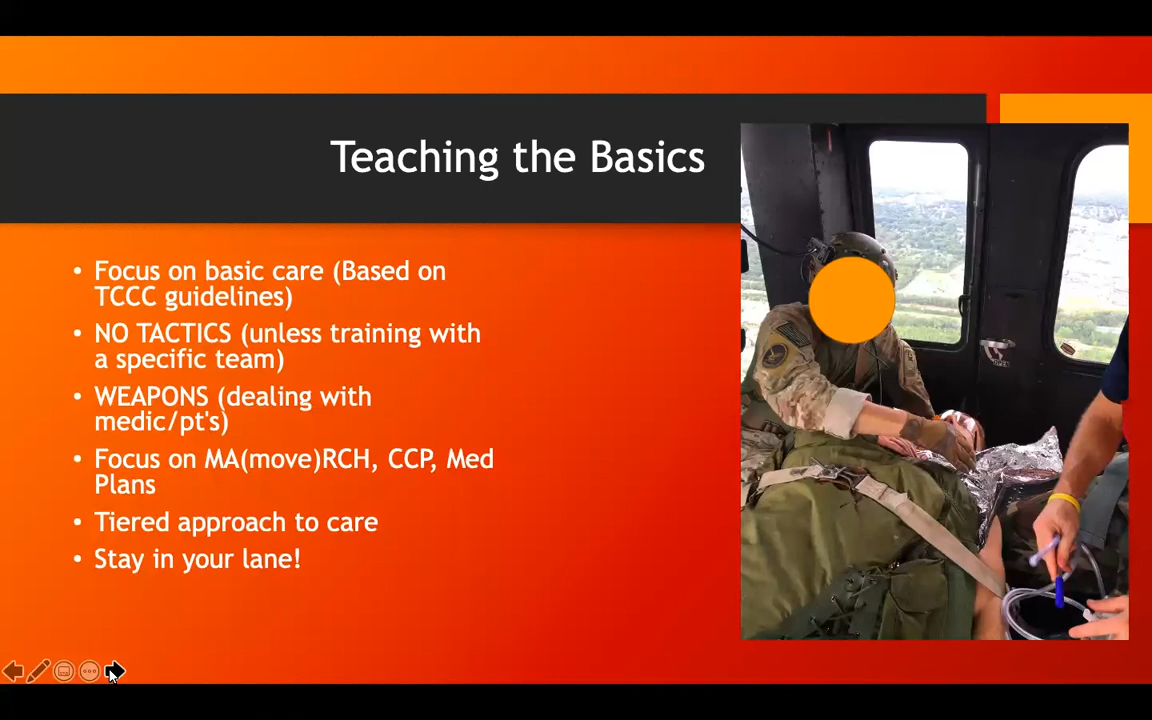 Teaching the Basics
• Focus on basic care (Based on
TCCC guidelines)
• NO TACTICS (unless training with
a specific team)
• WEAPONS (dealing with
medic/pt's)
• Focus on MA(move)RCH, CCP, Med
Plans
• Tiered approach to care
• Stay in your lane!